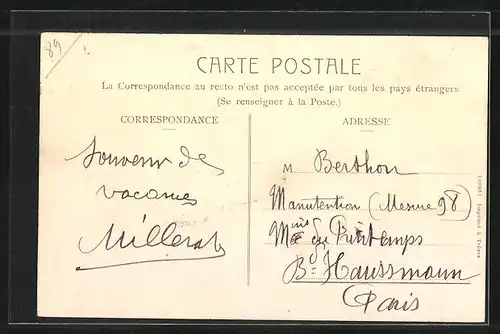 89
CARTE POSTALE
La Correspondance au recto n'est pas acceptée par tous les pays étrangers.
(Se renseigner à la Poste.)
CORRESPONDANCE
Souvenir de
vacances
Millerat
ADRESSE
M Berthon
Manutention (Mesure 98)
du Printemps
Bd Haussmann
Paris